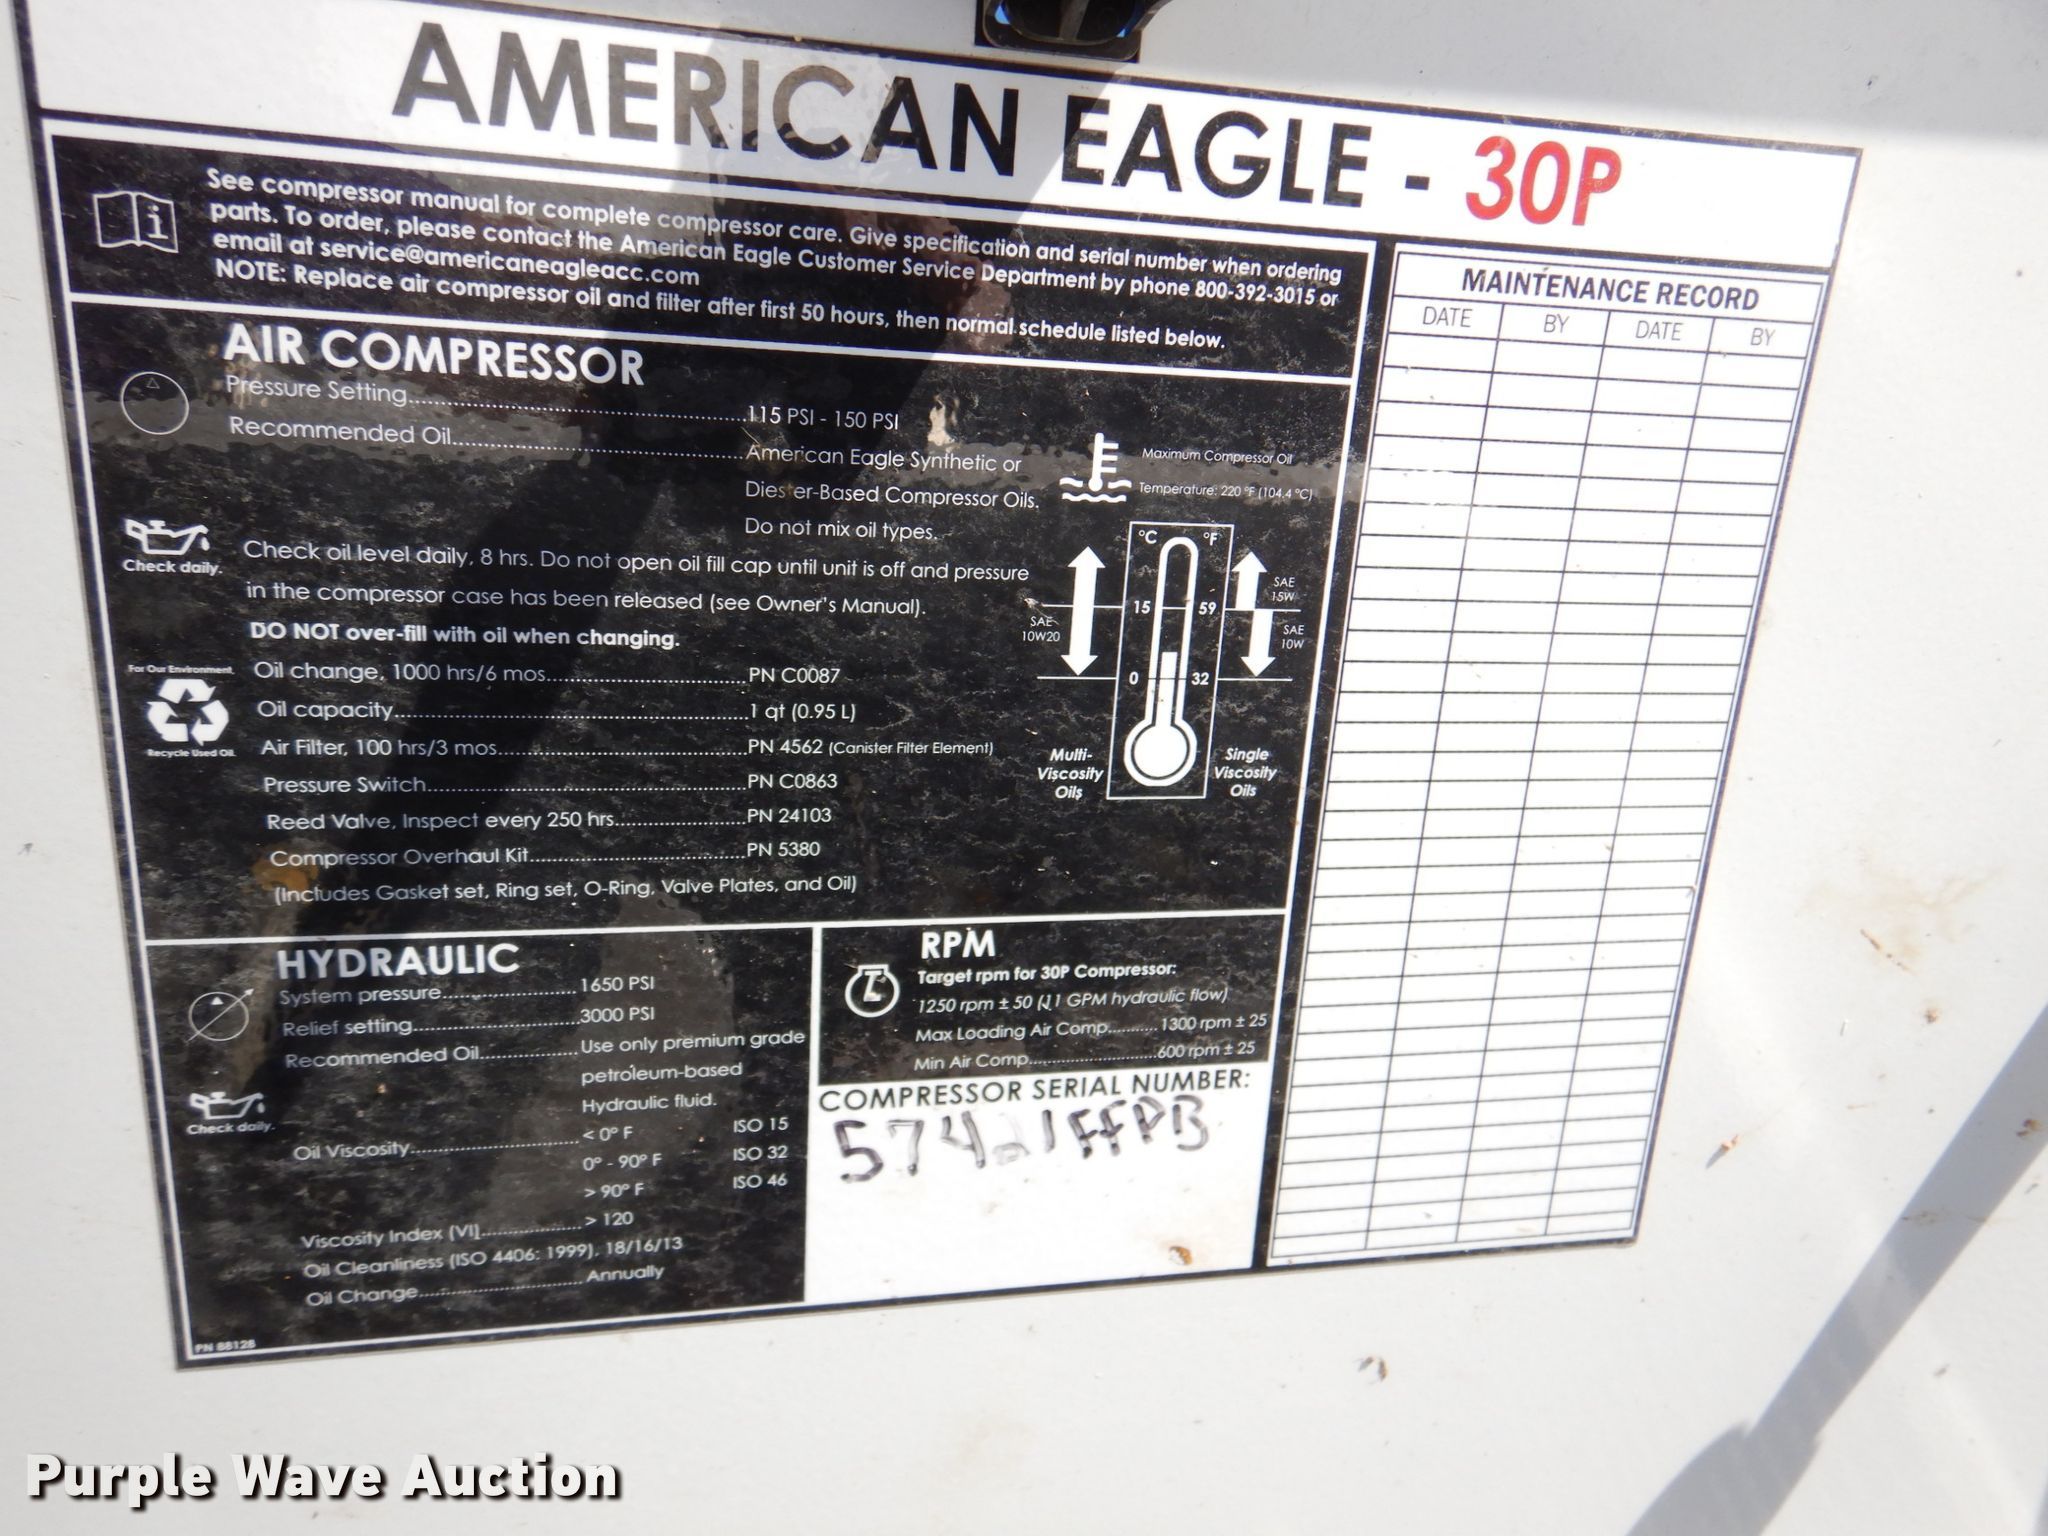 AMERICAN EAGLE - 30P
See compressor manual for complete compressor care. Give specification and serial number when ordering
parts. To order, please contact the American Eagle Customer Service Department by phone 800-392-3015 or
email at service@americaneagleacc.com
NOTE: Replace air compressor oil and filter after first 50 hours, then normal schedule listed below.
AIR COMPRESSOR
Pressure Setting....115 PSI - 150 PSI
Recommended Oil....American Eagle Synthetic or
Diester-Based Compressor Oils.
Do not mix oil types.
Check daily.
Check oil level daily, 8 hrs. Do not open oil fill cap until unit is off and pressure
in the compressor case has been released (see Owner's Manual).
DO NOT over-fill with oil when changing.
For Our Environment
Recycle Used Oil.
Oil change, 1000 hrs/6 mos....PN C0087
Oil capacity....1 qt (0.95 L)
Air Filter, 100 hrs/3 mos....PN 4562 (Canister Filter Element)
Pressure Switch....PN C0863
Reed Valve, Inspect every 250 hrs....PN 24103
Compressor Overhaul Kit....PN 5380
(Includes Gasket set, Ring set, O-Ring, Valve Plates, and Oil)
Maximum Compressor Oil
Temperature: 220 °F (104.4 °C)
°C °F
SAE
15W
15 59
SAE
10W20
SAE
10W
0 32
Multi-
Viscosity
Oils
Single
Viscosity
Oils
HYDRAULIC
System pressure....1650 PSI
Relief setting....3000 PSI
Recommended Oil....Use only premium grade
petroleum-based
Hydraulic fluid.
Check daily.
Oil Viscosity....< 0° F ISO 15
0° - 90° F ISO 32
> 90° F ISO 46
Viscosity Index (VI)....> 120
Oil Cleanliness (ISO 4406: 1999). 18/16/13
Oil Change....Annually
PN 88128
RPM
Target rpm for 30P Compressor:
1250 rpm ± 50 (11 GPM hydraulic flow)
Max Loading Air Comp....1300 rpm ± 25
Min Air Comp....600 rpm ± 25
COMPRESSOR SERIAL NUMBER:
MAINTENANCE RECORD
DATE BY DATE BY
Purple Wave Auction